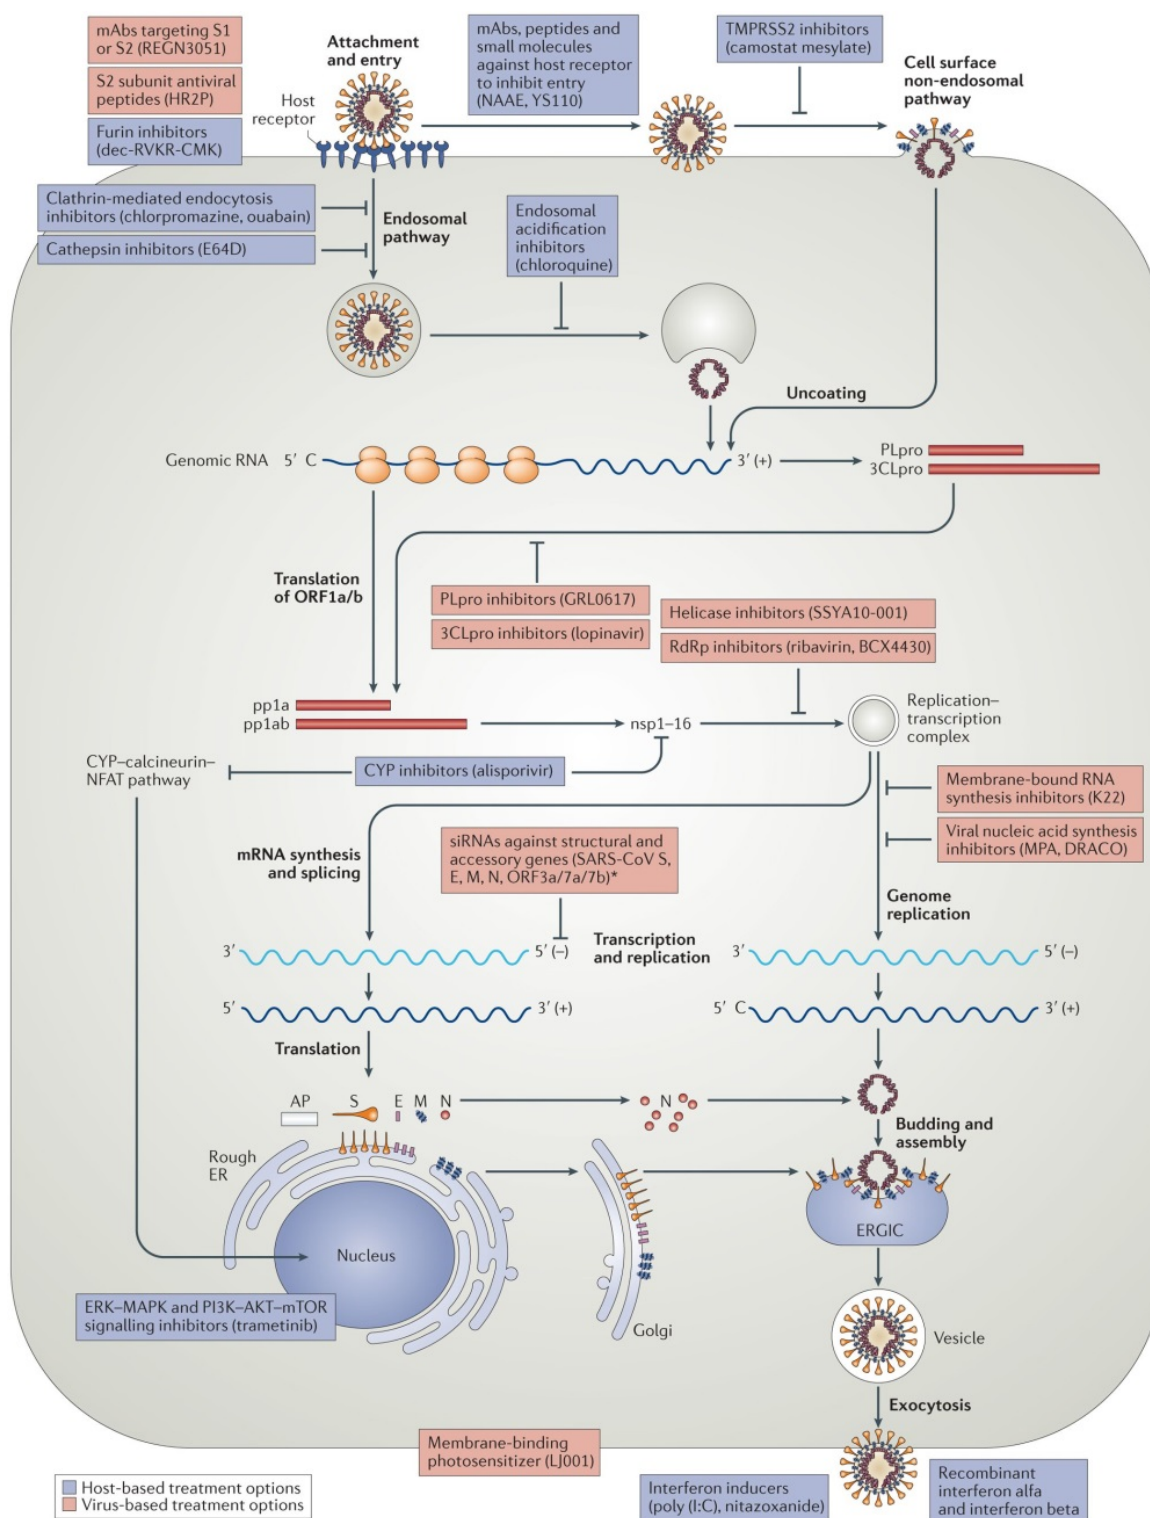 mAbs targeting S1
or S2 (REGN3051)
S2 subunit antiviral
peptides (HR2P)
Furin inhibitors
(dec-RVKR-CMK)
Attachment
and entry
Host
receptor
mAbs, peptides and
small molecules
against host receptor
to inhibit entry
(NAAE, YS110)
TMPRSS2 inhibitors
(camostat mesylate)
Cell surface
non-endosomal
pathway
Clathrin-mediated endocytosis
inhibitors (chlorpromazine, ouabain)
Cathepsin inhibitors (E64D)
Endosomal
pathway
Endosomal
acidification
inhibitors
(chloroquine)
Uncoating
Genomic RNA
5′ C
3′ (+)
PLpro
3CLpro
Translation
of ORF1a/b
PLpro inhibitors (GRL0617)
3CLpro inhibitors (lopinavir)
Helicase inhibitors (SSYA10-001)
RdRp inhibitors (ribavirin, BCX4430)
pp1a
pp1ab
nsp1–16
Replication–
transcription
complex
CYP–calcineurin–
NFAT pathway
CYP inhibitors (alisporivir)
Membrane-bound RNA
synthesis inhibitors (K22)
Viral nucleic acid synthesis
inhibitors (MPA, DRACO)
mRNA synthesis
and splicing
siRNAs against structural and
accessory genes (SARS-CoV S,
E, M, N, ORF3a/7a/7b)*
Genome
replication
3′
5′ (–)
Transcription
and replication
3′
5′ (–)
5′
3′ (+)
5′ C
3′ (+)
Translation
AP
S
E
M
N
N
Budding and
assembly
Rough
ER
Nucleus
ERGIC
ERK–MAPK and PI3K–AKT–mTOR
signalling inhibitors (trametinib)
Golgi
Vesicle
Exocytosis
Membrane-binding
photosensitizer (LJ001)
Interferon inducers
(poly (I:C), nitazoxanide)
Recombinant
interferon alfa
and interferon beta
Host-based treatment options
Virus-based treatment options